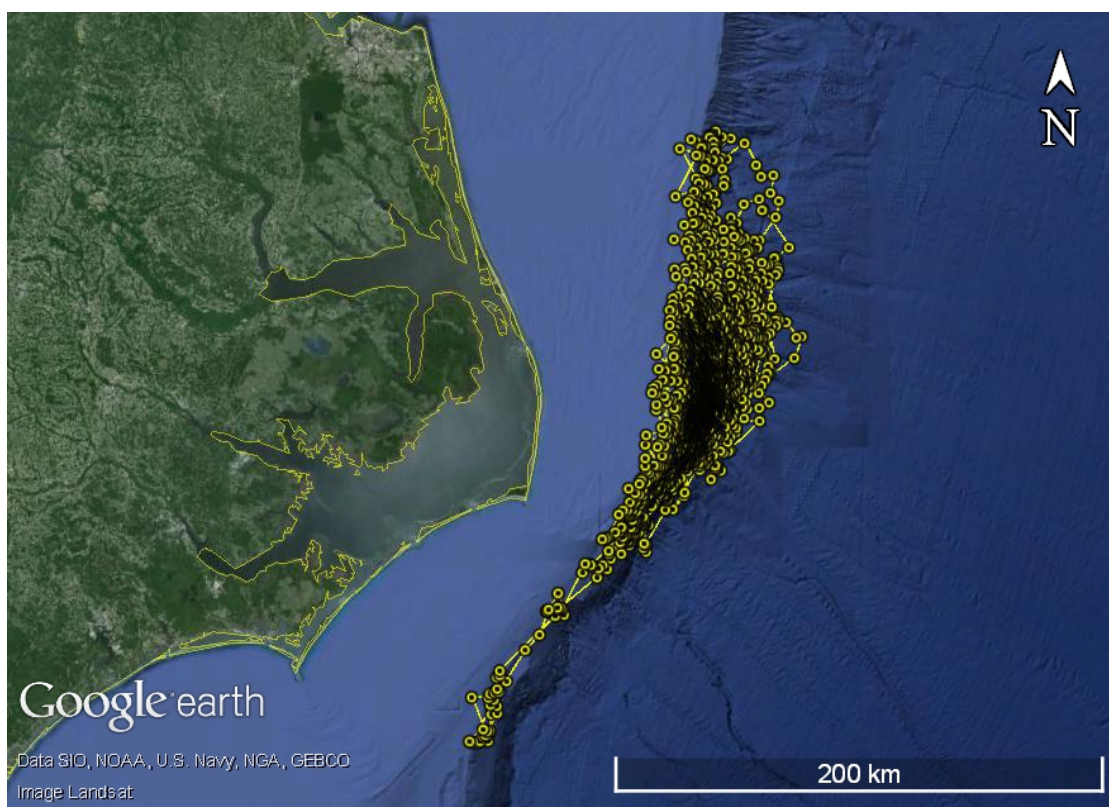 N
Google earth
Data SIO, NOAA, U.S. Navy, NGA, GEBCO
Image Landsat
200 km